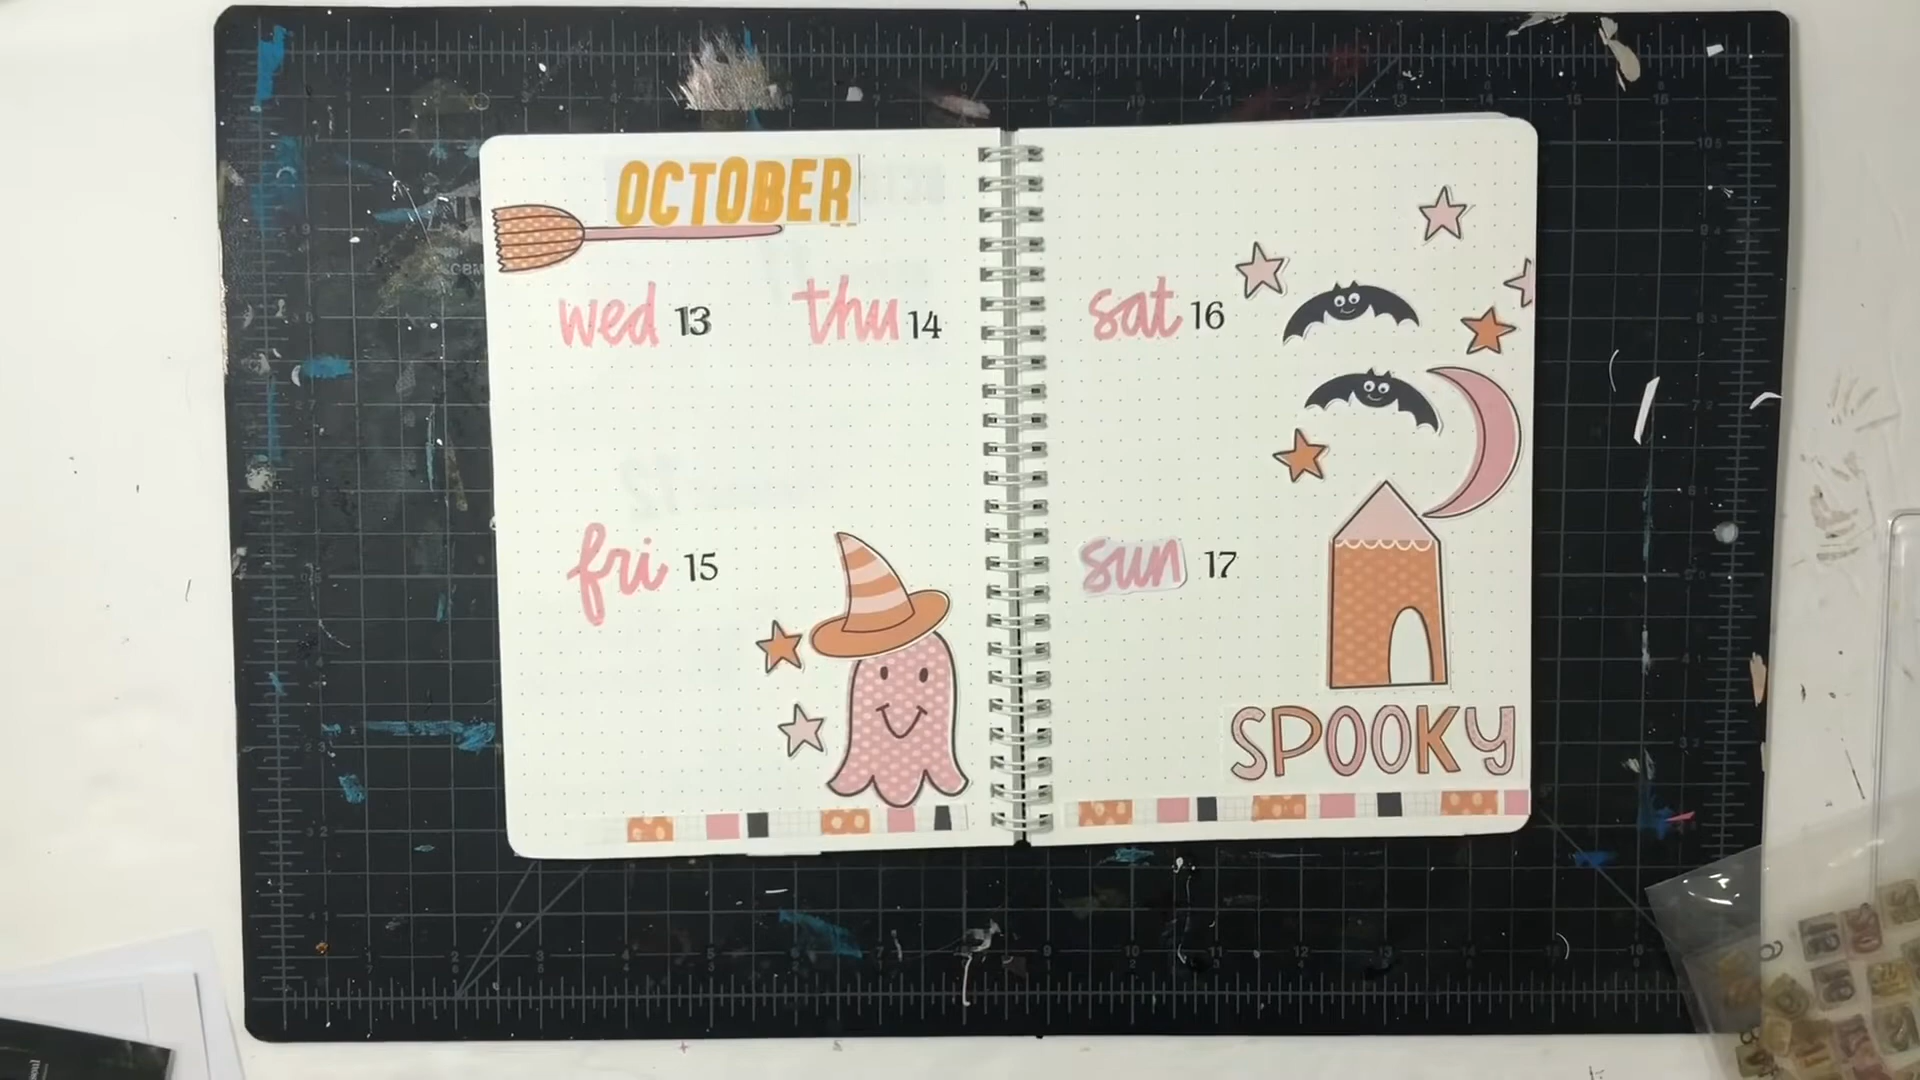 OCTOBER
wed 13
thu 14
fri 15
sat 16
sun 17
SPOOKY